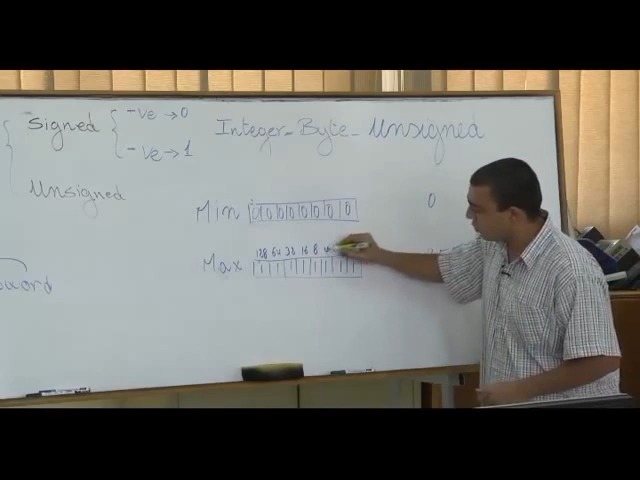 Signed
-ve → 0
-ve → 1
Unsigned
Integer - Byte - Unsigned
Min 0 0 0 0 0 0 0 0 0
Max 1 1 1 1 1 1 1 1
128 64 32 16 8 4